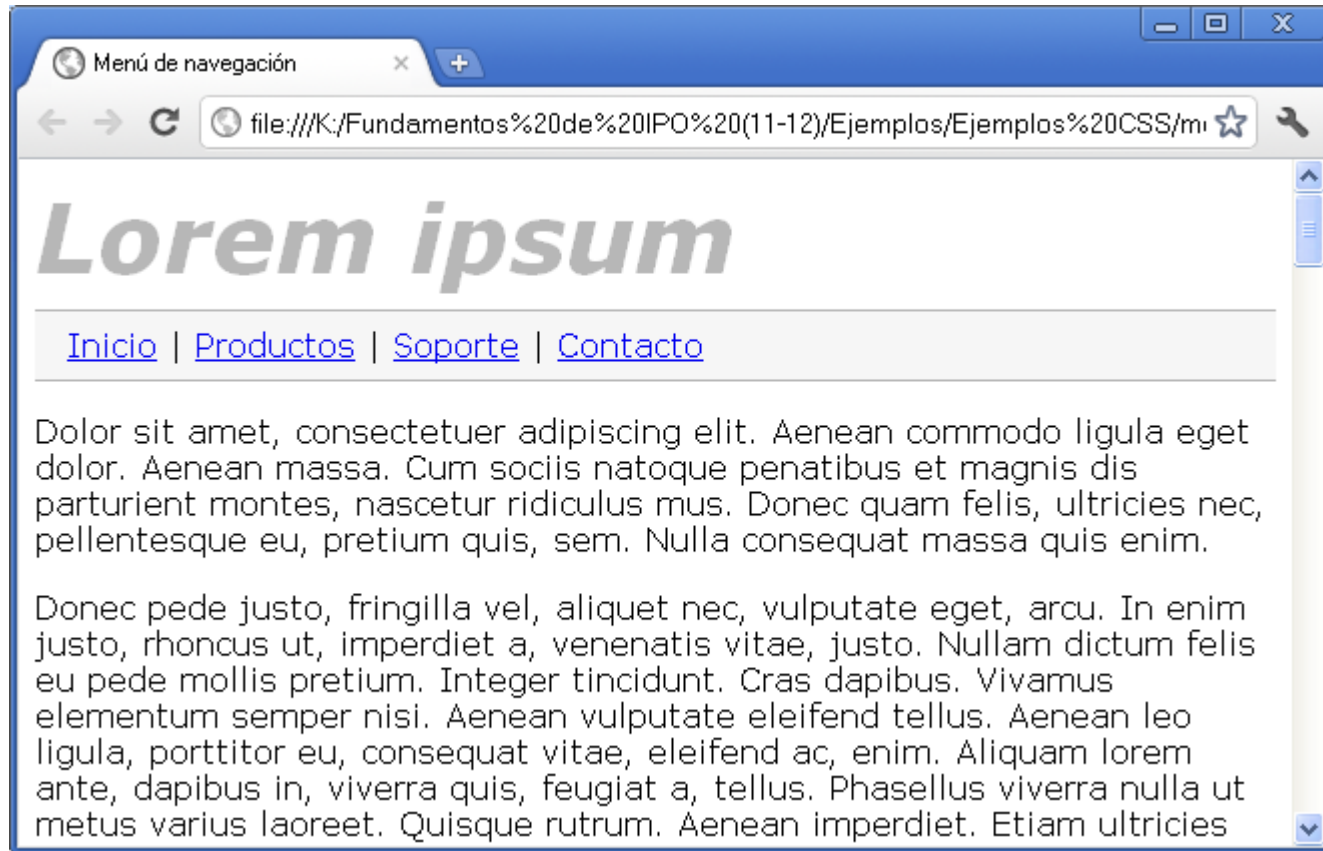 Menú de navegación
file:///K:/Fundamentos%20de%20IPO%20(11-12)/Ejemplos/Ejemplos%20CSS/m
Lorem ipsum
Inicio | Productos | Soporte | Contacto
Dolor sit amet, consectetuer adipiscing elit. Aenean commodo ligula eget
dolor. Aenean massa. Cum sociis natoque penatibus et magnis dis
parturient montes, nascetur ridiculus mus. Donec quam felis, ultricies nec,
pellentesque eu, pretium quis, sem. Nulla consequat massa quis enim.
Donec pede justo, fringilla vel, aliquet nec, vulputate eget, arcu. In enim
justo, rhoncus ut, imperdiet a, venenatis vitae, justo. Nullam dictum felis
eu pede mollis pretium. Integer tincidunt. Cras dapibus. Vivamus
elementum semper nisi. Aenean vulputate eleifend tellus. Aenean leo
ligula, porttitor eu, consequat vitae, eleifend ac, enim. Aliquam lorem
ante, dapibus in, viverra quis, feugiat a, tellus. Phasellus viverra nulla ut
metus varius laoreet. Quisque rutrum. Aenean imperdiet. Etiam ultricies